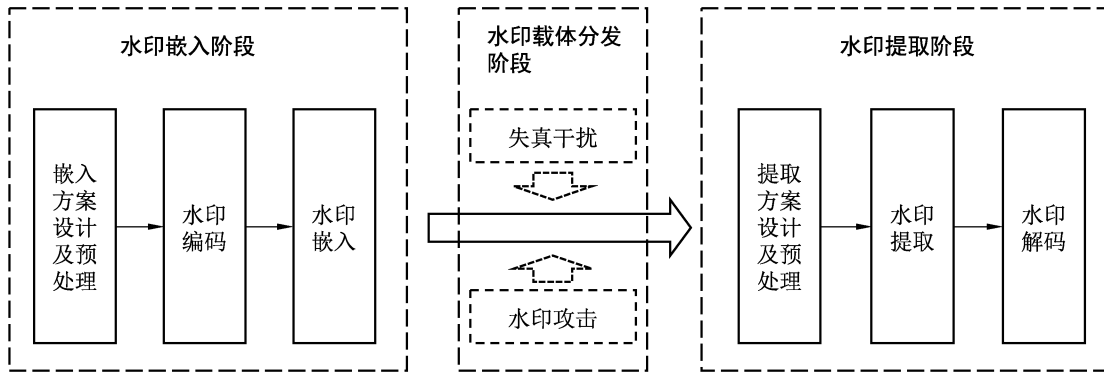 水印嵌入阶段
嵌入
方案
设计
及预
处理
水印
编码
水印
嵌入
水印载体分发
阶段
失真干扰
水印攻击
水印提取阶段
提取
方案
设计
及预
处理
水印
提取
水印
解码